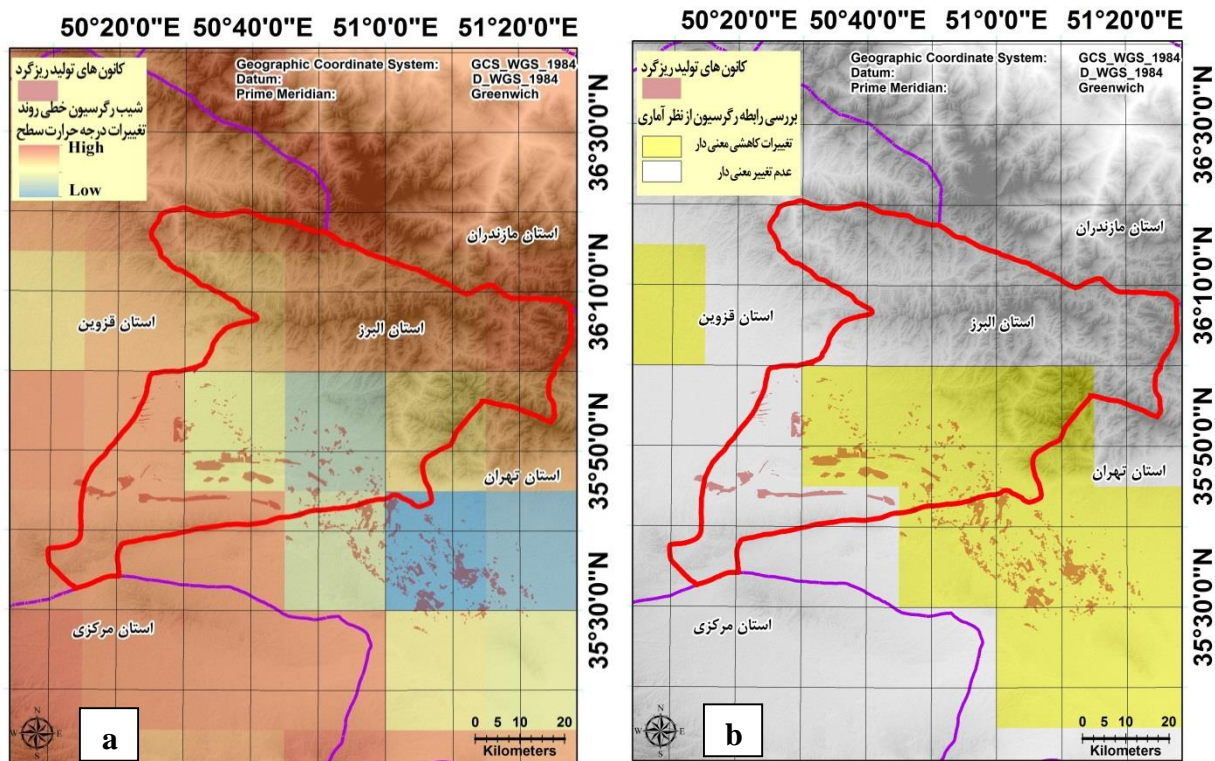 50°20'0"E 50°40'0"E 51°0'0"E 51°20'0"E
Geographic Coordinate System: GCS_WGS_1984
Datum: D_WGS_1984
Prime Meridian: Greenwich
کانون های تولید ریزگرد
شیب رگرسیون خطی روند
تغییرات درجه حرارت سطح
High
Low
استان مازندران
استان قزوین
استان البرز
استان تهران
استان مرکزی
36°30'0"N
36°10'0"N
35°50'0"N
35°30'0"N
N
W E
S
a
0 5 10 20
Kilometers
50°20'0"E 50°40'0"E 51°0'0"E 51°20'0"E
Geographic Coordinate System: GCS_WGS_1984
Datum: D_WGS_1984
Prime Meridian: Greenwich
کانون های تولید ریزگرد
بررسی رابطه رگرسیون از نظر آماری
تغییرات کاهشی معنی دار
عدم تغییر معنی دار
استان مازندران
استان قزوین
استان البرز
استان تهران
استان مرکزی
36°30'0"N
36°10'0"N
35°50'0"N
35°30'0"N
N
W E
S
b
0 5 10 20
Kilometers